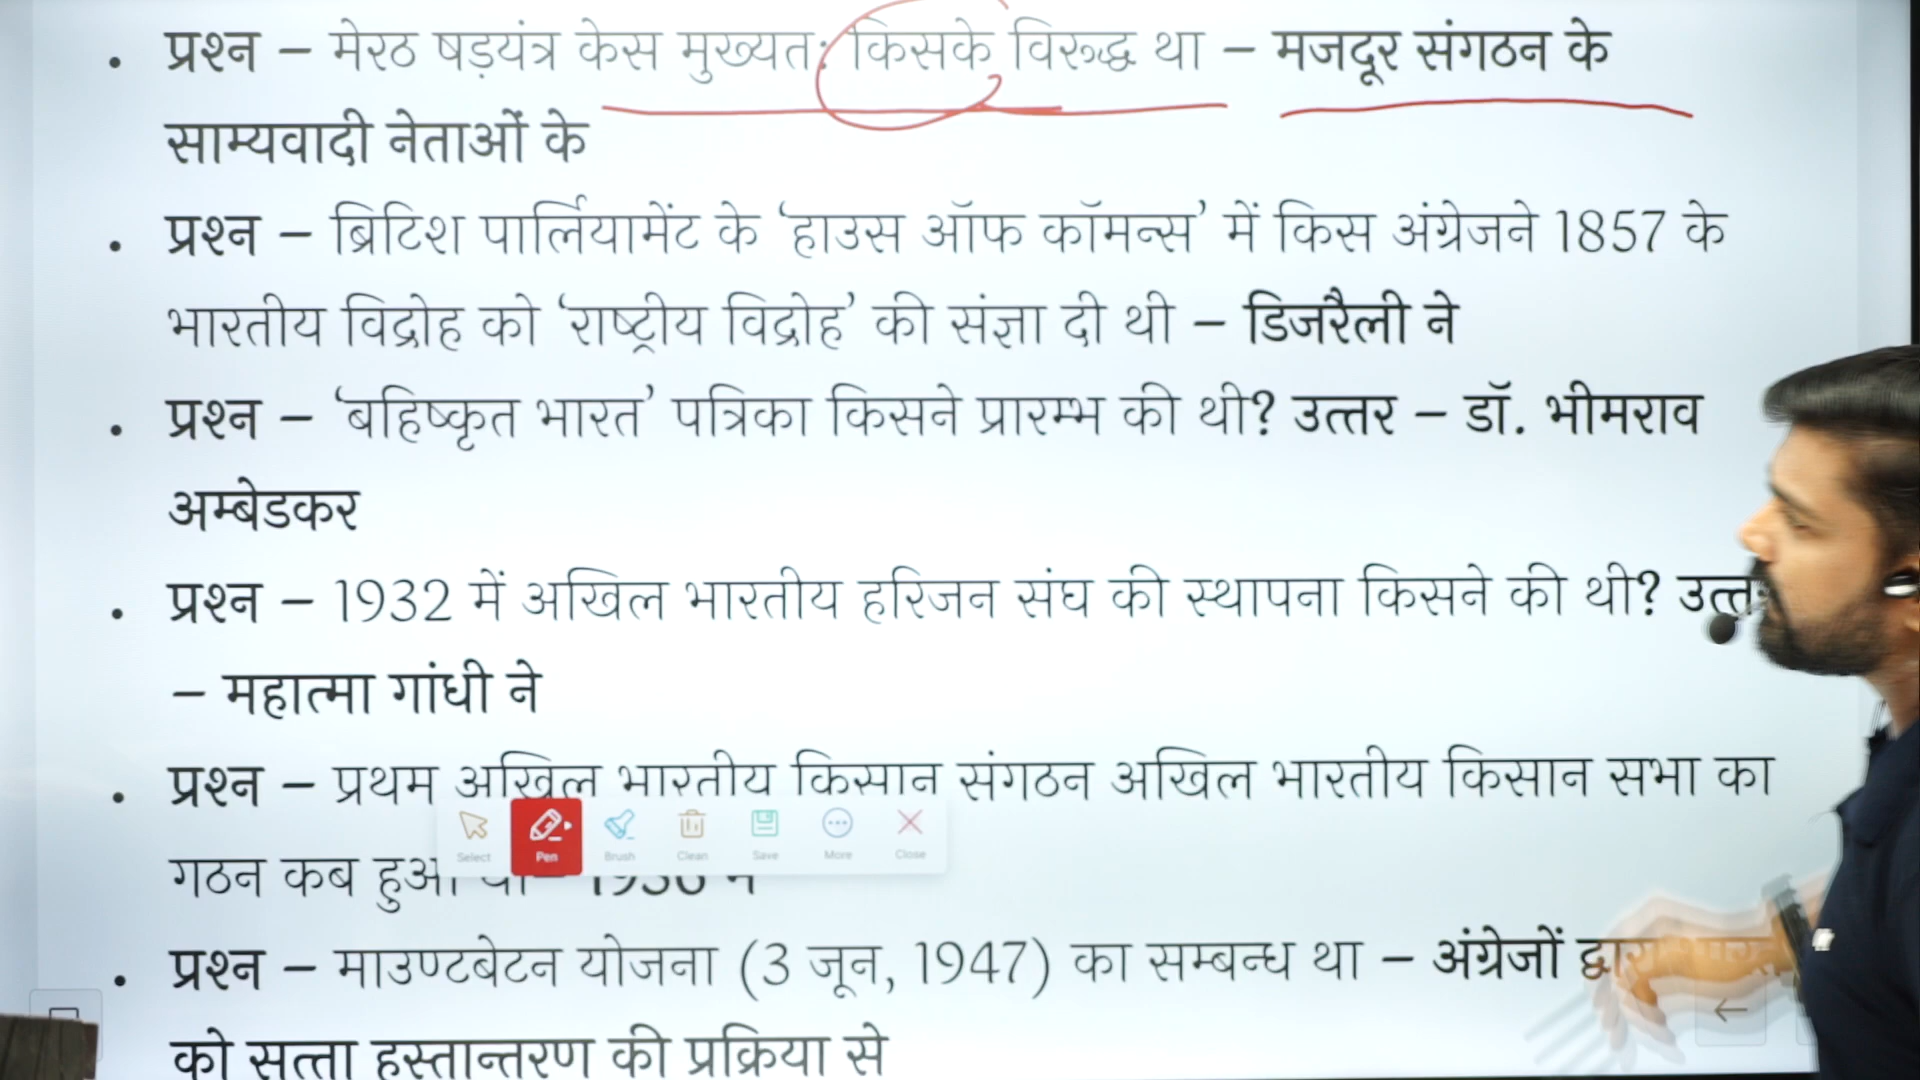 • प्रश्न – मेरठ षड़यंत्र केस मुख्यत: किसके विरुद्ध था – मजदूर संगठन के
साम्यवादी नेताओं के
• प्रश्न – ब्रिटिश पार्लियामेंट के ‘हाउस ऑफ कॉमन्स’ में किस अंग्रेजने 1857 के
भारतीय विद्रोह को ‘राष्ट्रीय विद्रोह’ की संज्ञा दी थी – डिजरैली ने
• प्रश्न – ‘बहिष्कृत भारत’ पत्रिका किसने प्रारम्भ की थी? उत्तर – डॉ. भीमराव
अम्बेडकर
• प्रश्न – 1932 में अखिल भारतीय हरिजन संघ की स्थापना किसने की थी?
– महात्मा गांधी ने
• प्रश्न – प्रथम अखिल भारतीय किसान संगठन अखिल भारतीय किसान सभा का
Select Pen Brush Clean Save More Close
गठन कब हुआ
• प्रश्न – माउण्टबेटन योजना (3 जून, 1947) का सम्बन्ध था – अंग्रेजों
को सत्ता हस्तान्तरण की प्रक्रिया से